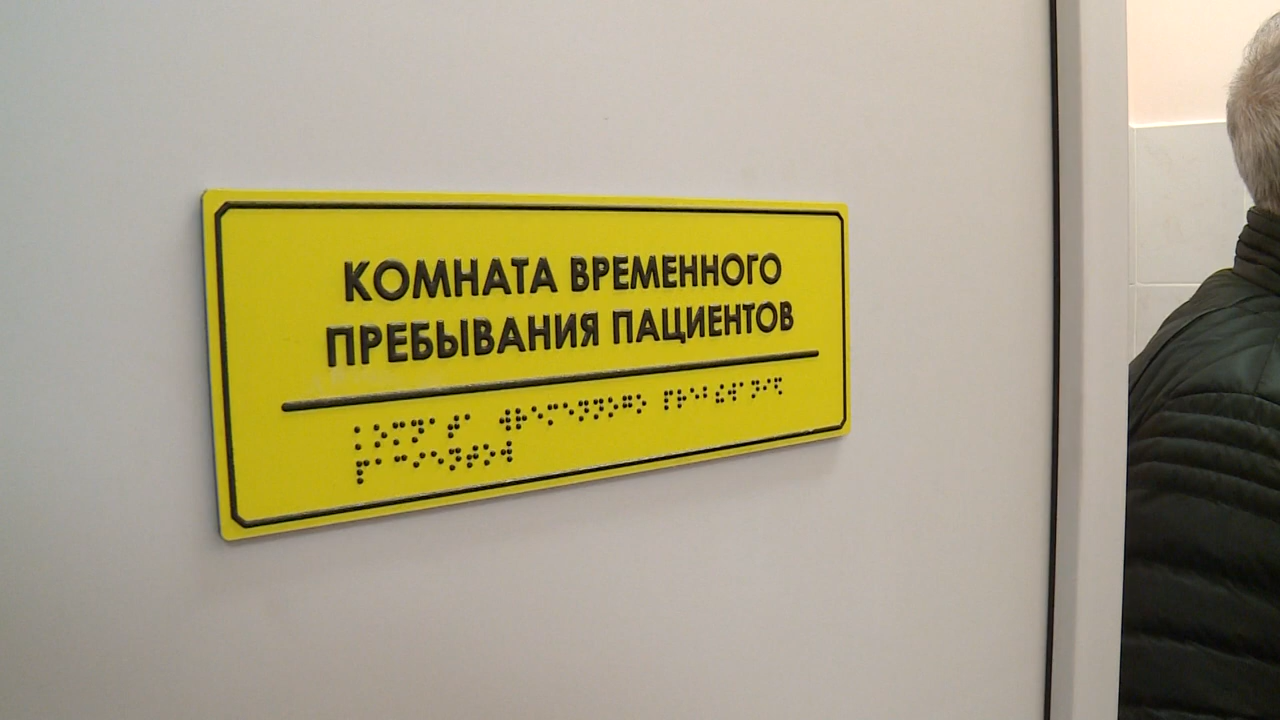 КОМНАТА ВРЕМЕННОГО
ПРЕБЫВАНИЯ ПАЦИЕНТОВ
⠅⠕⠍⠝⠁⠞⠁ ⠺⠗⠑⠍⠑⠝⠝⠕⠛⠕ ⠏⠗⠑⠃⠮⠺⠁⠝⠊⠫
⠏⠁⠉⠊⠑⠝⠞⠕⠺